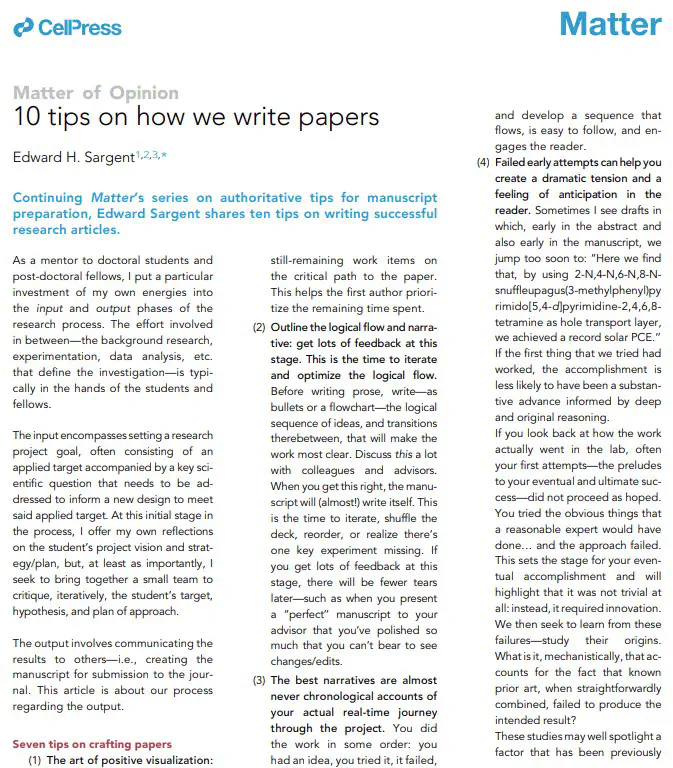 CellPress
Matter
Matter of Opinion
10 tips on how we write papers
Edward H. Sargent1,2,3,*
Continuing Matter's series on authoritative tips for manuscript
preparation, Edward Sargent shares ten tips on writing successful
research articles.
As a mentor to doctoral students and
post-doctoral fellows, I put a particular
investment of my own energies into
the input and output phases of the
research process. The effort involved
in between—the background research,
experimentation, data analysis, etc.
that define the investigation—is typi-
cally in the hands of the students and
fellows.
The input encompasses setting a research
project goal, often consisting of an
applied target accompanied by a key sci-
entific question that needs to be ad-
dressed to inform a new design to meet
said applied target. At this initial stage in
the process, I offer my own reflections
on the student's project vision and strat-
egy/plan, but, at least as importantly, I
seek to bring together a small team to
critique, iteratively, the student's target,
hypothesis, and plan of approach.
The output involves communicating the
results to others—i.e., creating the
manuscript for submission to the jour-
nal. This article is about our process
regarding the output.
Seven tips on crafting papers
(1) The art of positive visualization:
still-remaining work items on
the critical path to the paper.
This helps the first author priori-
tize the remaining time spent.
(2) Outline the logical flow and narra-
tive: get lots of feedback at this
stage. This is the time to iterate
and optimize the logical flow.
Before writing prose, write—as
bullets or a flowchart—the logical
sequence of ideas, and transitions
therebetween, that will make the
work most clear. Discuss this a lot
with colleagues and advisors.
When you get this right, the manu-
script will (almost!) write itself. This
is the time to iterate, shuffle the
deck, reorder, or realize there's
one key experiment missing. If
you get lots of feedback at this
stage, there will be fewer tears
later—such as when you present
a "perfect" manuscript to your
advisor that you've polished so
much that you can't bear to see
changes/edits.
(3) The best narratives are almost
never chronological accounts of
your actual real-time journey
through the project. You did
the work in some order: you
had an idea, you tried it, it failed,
and develop a sequence that
flows, is easy to follow, and en-
gages the reader.
(4) Failed early attempts can help you
create a dramatic tension and a
feeling of anticipation in the
reader. Sometimes I see drafts in
which, early in the abstract and
also early in the manuscript, we
jump too soon to: "Here we find
that, by using 2-N,4-N,6-N,8-N-
snuffleupagus(3-methylphenyl)py
rimido[5,4-d]pyrimidine-2,4,6,8-
tetramine as hole transport layer,
we achieved a record solar PCE."
If the first thing that we tried had
worked, the accomplishment is
less likely to have been a substan-
tive advance informed by deep
and original reasoning.
If you look back at how the work
actually went in the lab, often
your first attempts—the preludes
to your eventual and ultimate suc-
cess—did not proceed as hoped.
You tried the obvious things that
a reasonable expert would have
done... and the approach failed.
This sets the stage for your even-
tual accomplishment and will
highlight that it was not trivial at
all: instead, it required innovation.
We then seek to learn from these
failures—study their origins.
What is it, mechanistically, that ac-
counts for the fact that known
prior art, when straightforwardly
combined, failed to produce the
intended result?
These studies may well spotlight a
factor that has been previously